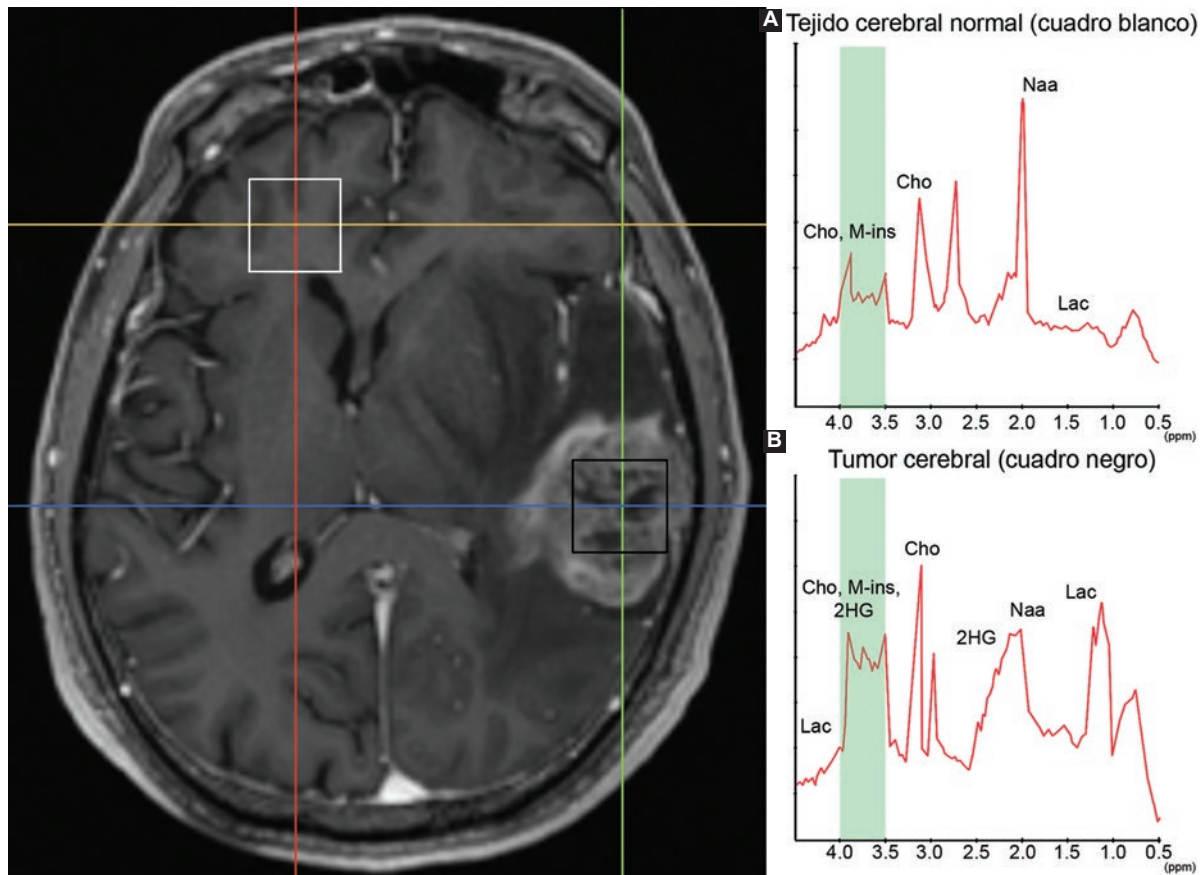 A
Tejido cerebral normal (cuadro blanco)
Naa
Cho
Cho, M-ins
Lac
4.0 3.5 3.0 2.5 2.0 1.5 1.0 0.5
(ppm)
B
Tumor cerebral (cuadro negro)
Cho
Cho, M-ins,
2HG
Lac
2HG
Naa
Lac
4.0 3.5 3.0 2.5 2.0 1.5 1.0 0.5
(ppm)